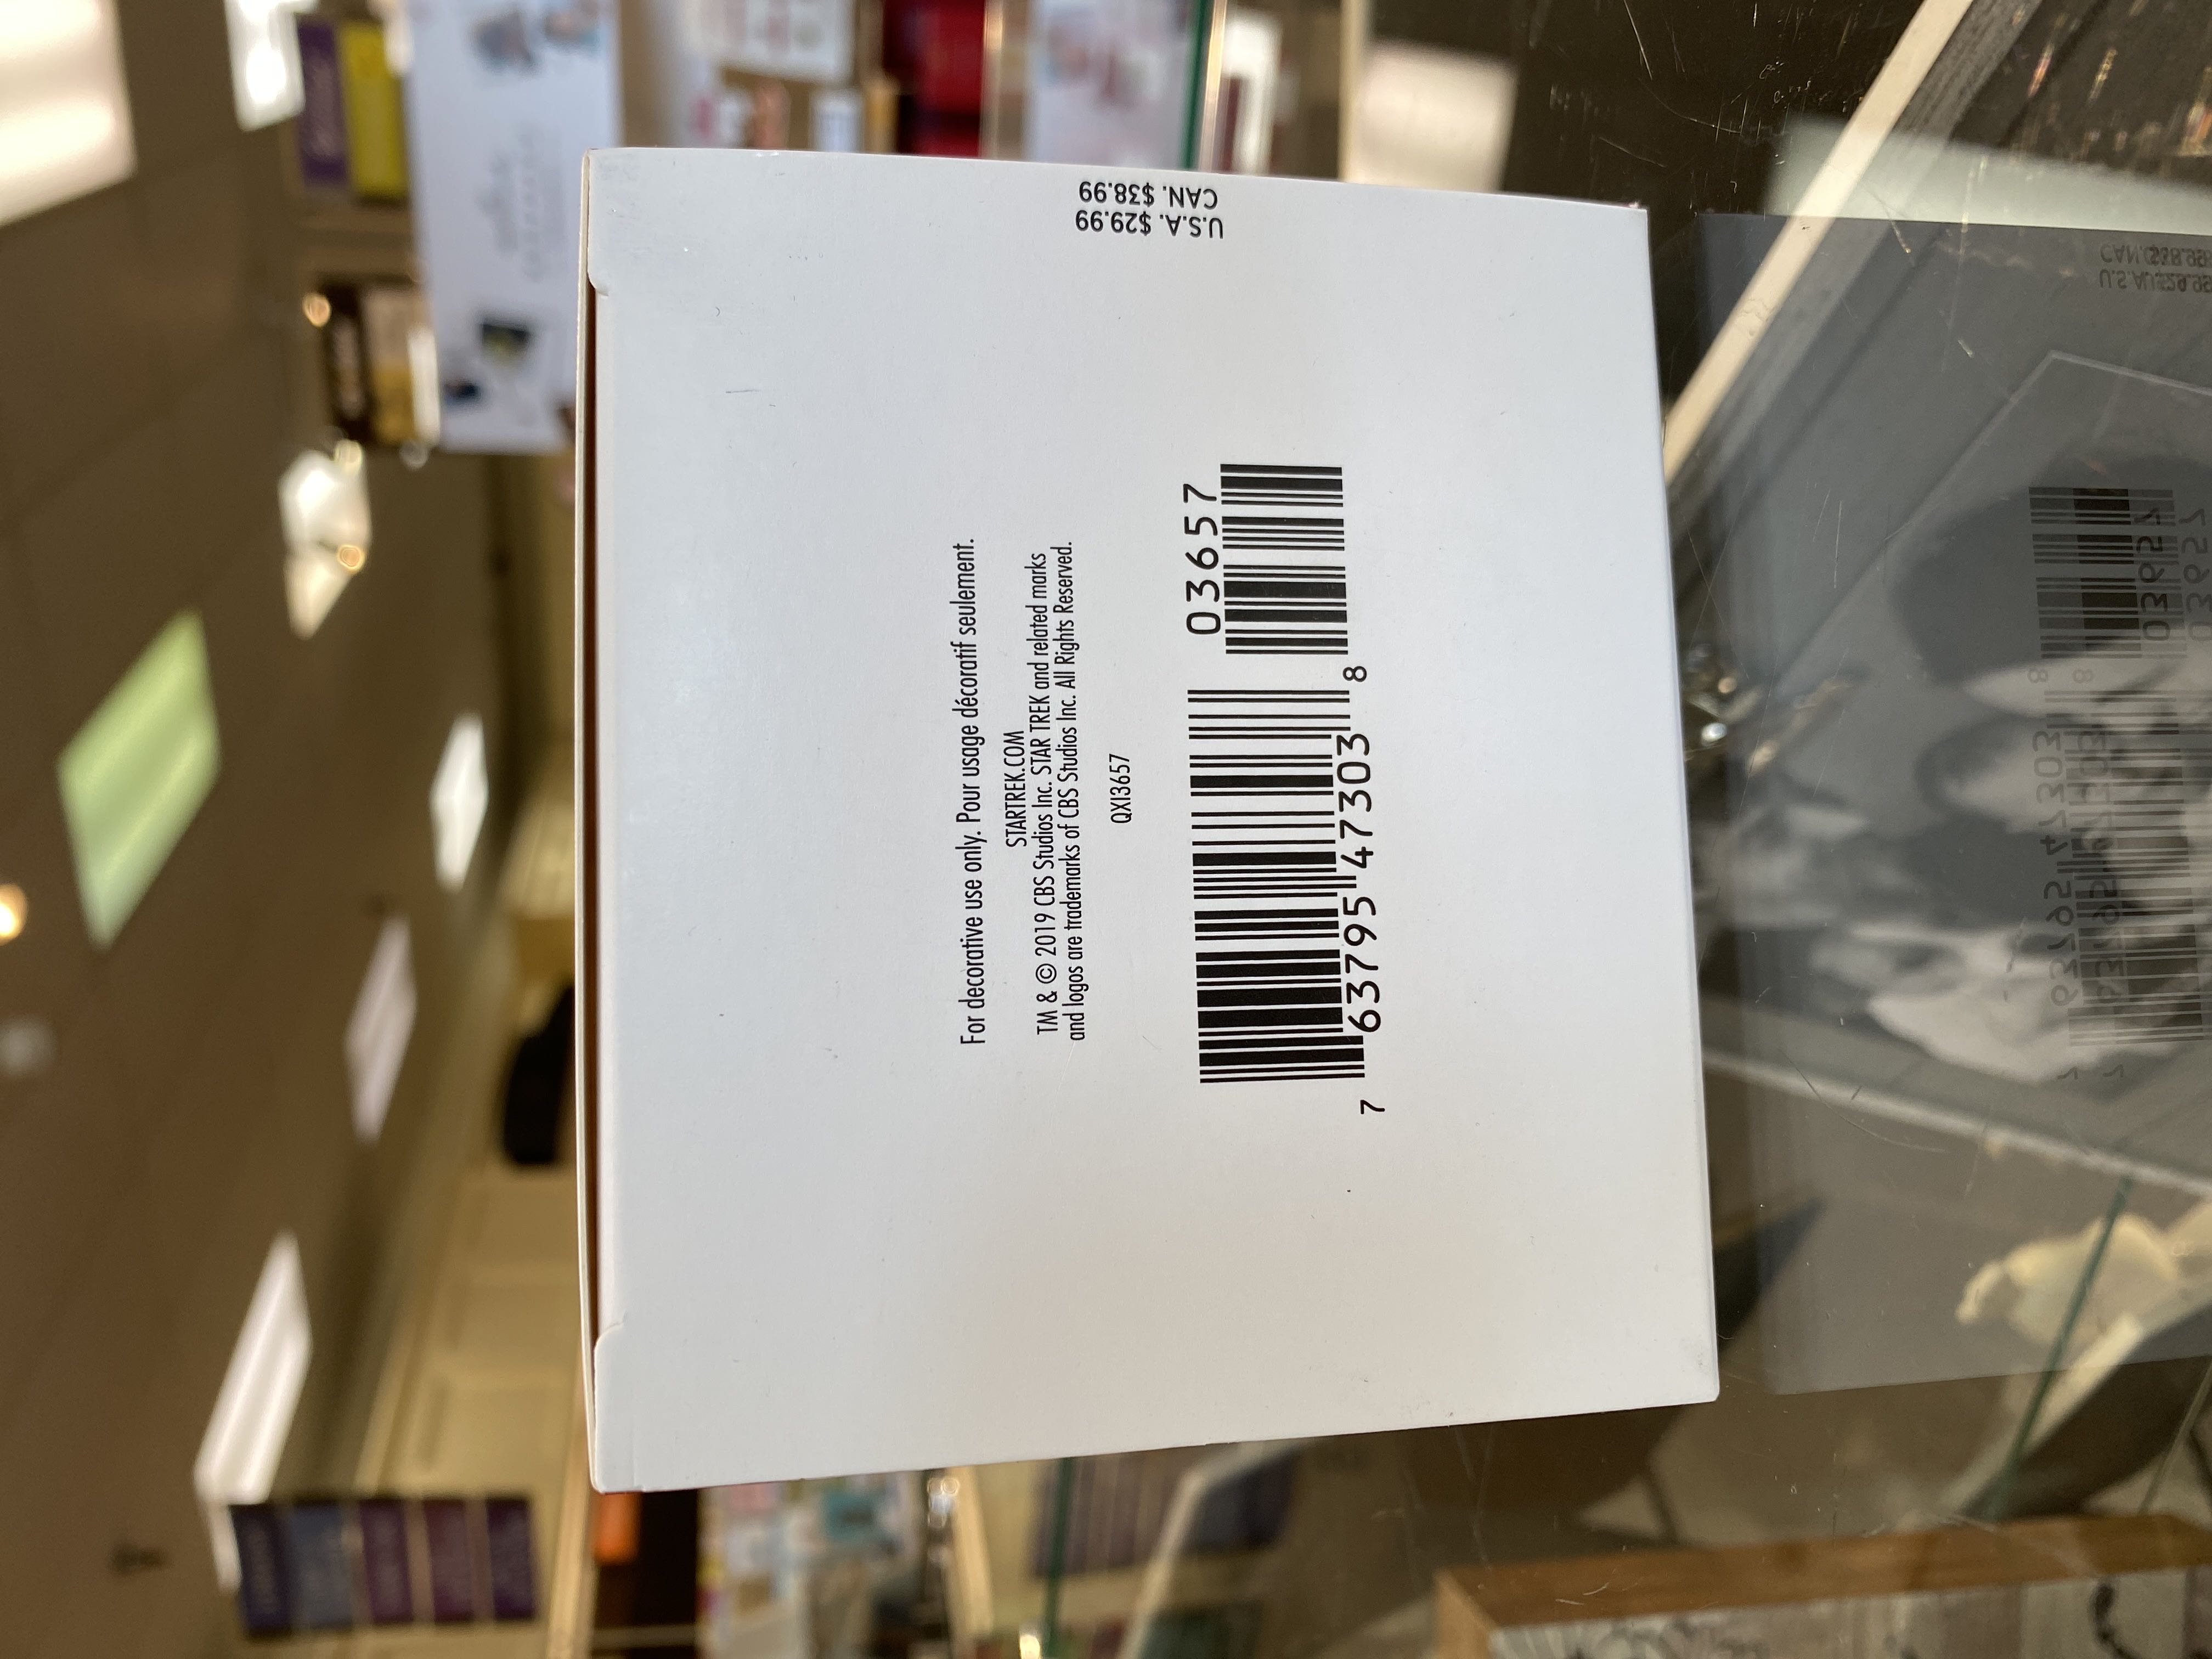 For decorative use only. Pour usage décoratif seulement.
STARTREK.COM
TM & © 2019 CBS Studios Inc. STAR TREK and related marks
and logos are trademarks of CBS Studios Inc. All Rights Reserved.
QXI3657
03657
7 63795 47303 8
U.S.A. $29.99
CAN. $38.99